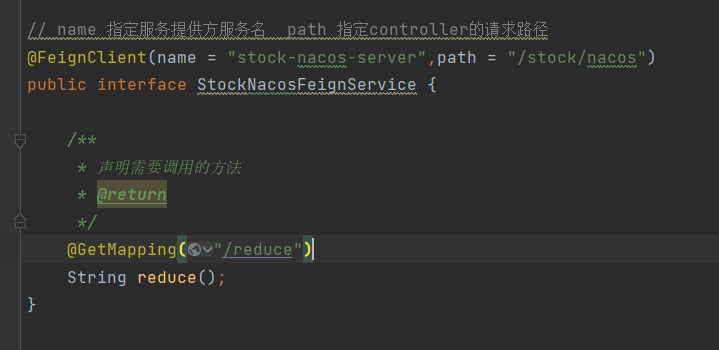 // name 指定服务提供方服务名  path 指定controller的请求路径
@FeignClient(name = "stock-nacos-server",path = "/stock/nacos")
public interface StockNacosFeignService {
/**
* 声明需要调用的方法
* @return
*/
@GetMapping("/reduce")
String reduce();
}